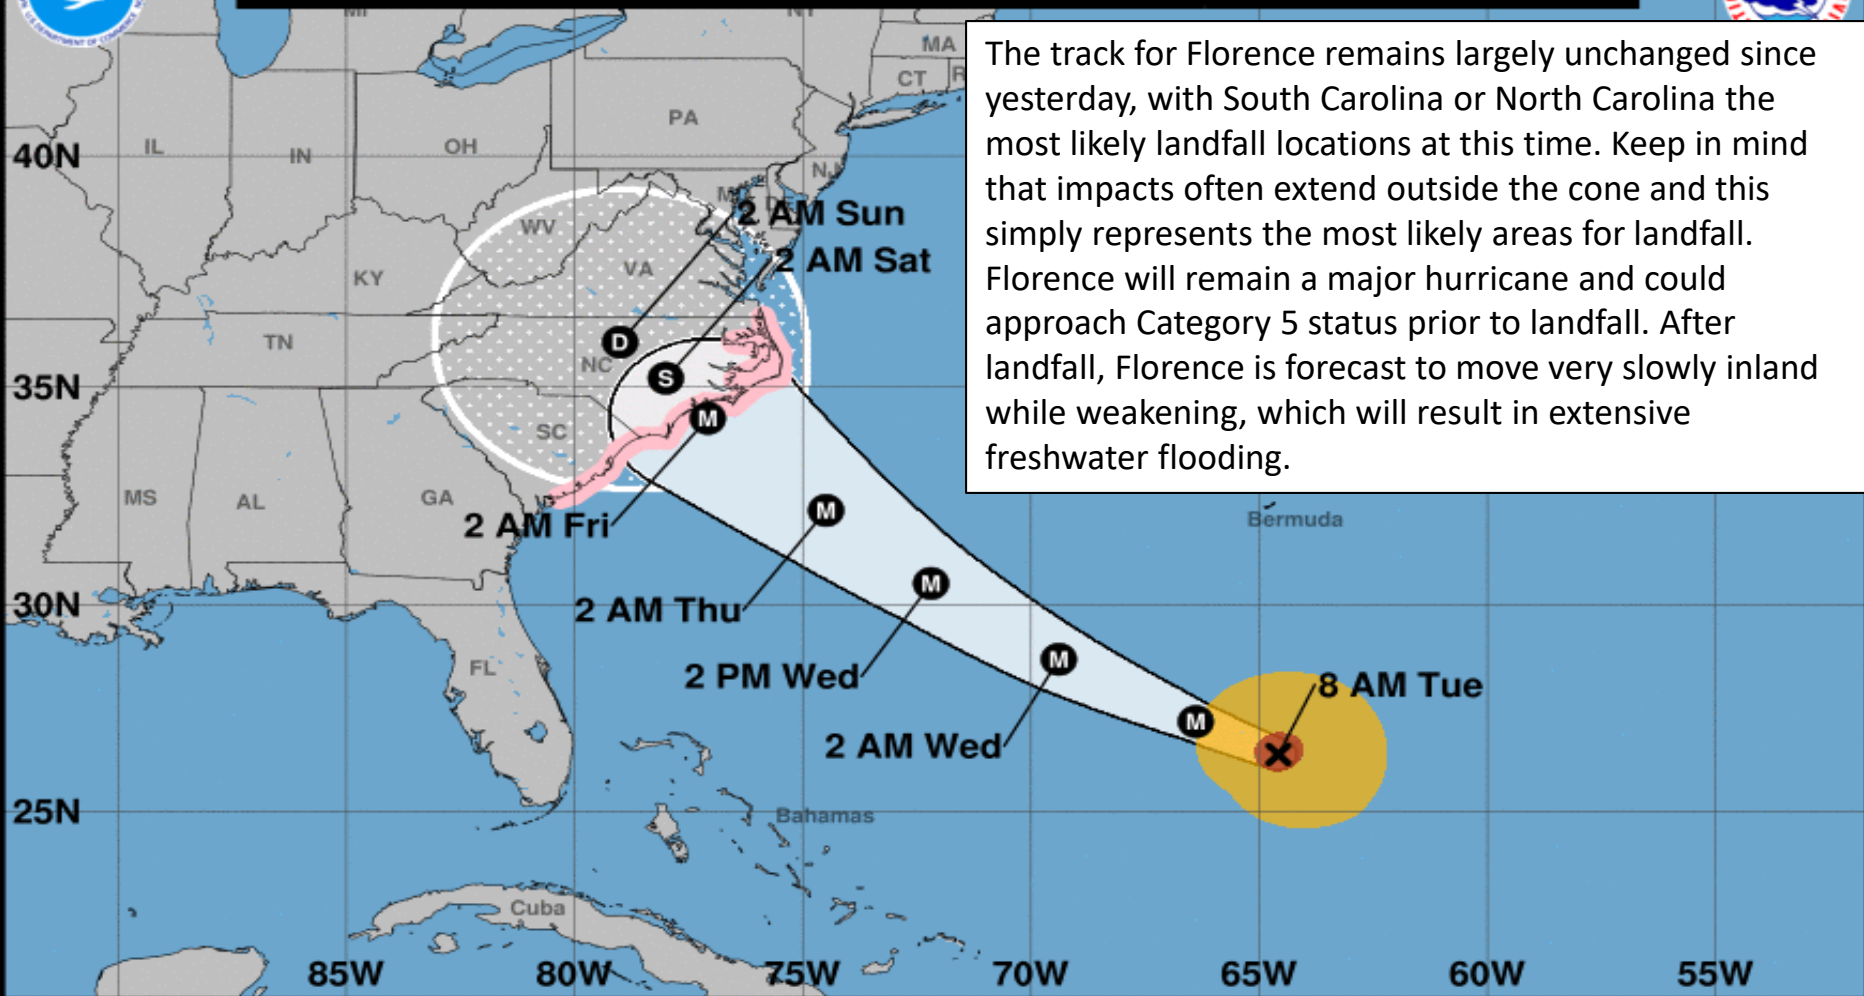 U.S. DEPARTMENT OF COMMERCE
MA
CT
PA
40N
IL
IN
OH
NJ
The track for Florence remains largely unchanged since
yesterday, with South Carolina or North Carolina the
most likely landfall locations at this time. Keep in mind
that impacts often extend outside the cone and this
simply represents the most likely areas for landfall.
Florence will remain a major hurricane and could
approach Category 5 status prior to landfall. After
landfall, Florence is forecast to move very slowly inland
while weakening, which will result in extensive
freshwater flooding.
2 AM Sun
WV
2 AM Sat
VA
KY
D
TN
NC
S
35N
M
SC
MS
AL
GA
2 AM Fri
M
Bermuda
M
30N
2 AM Thu
M
FL
2 PM Wed
8 AM Tue
M
2 AM Wed
25N
Bahamas
Cuba
85W
80W
75W
70W
65W
60W
55W